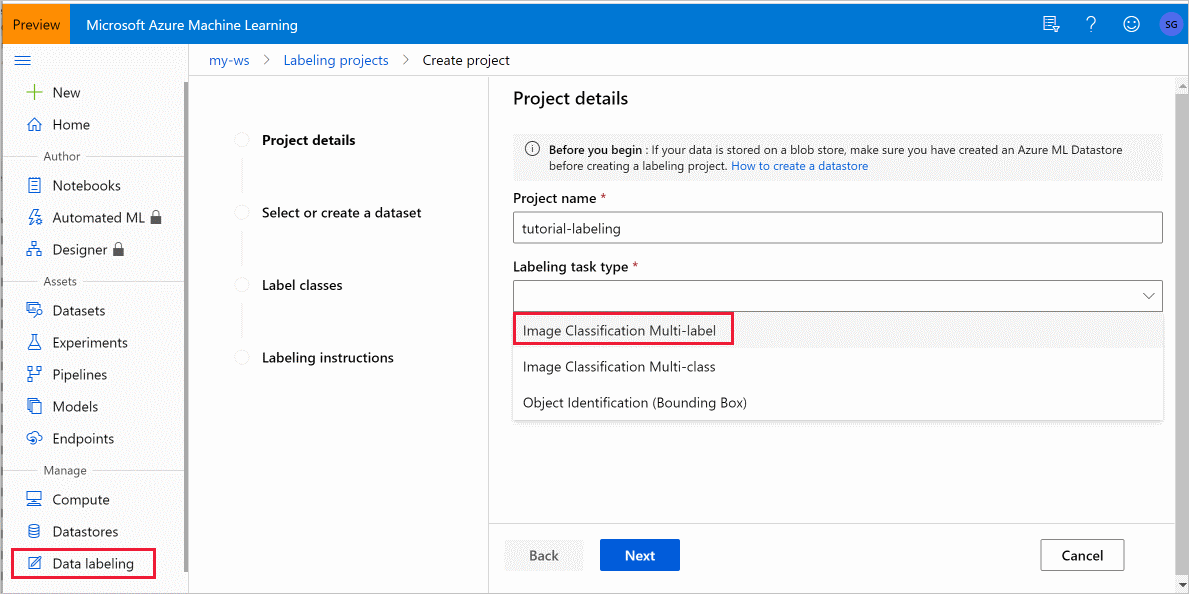 Preview
Microsoft Azure Machine Learning
?
SG
my-ws > Labeling projects > Create project
New
Home
Author
Notebooks
Automated ML
Designer
Assets
Datasets
Experiments
Pipelines
Models
Endpoints
Manage
Compute
Datastores
Data labeling
Project details
Select or create a dataset
Label classes
Labeling instructions
Project details
Before you begin : If your data is stored on a blob store, make sure you have created an Azure ML Datastore
before creating a labeling project. How to create a datastore
Project name *
tutorial-labeling
Labeling task type *
Image Classification Multi-label
Image Classification Multi-class
Object Identification (Bounding Box)
Back
Next
Cancel